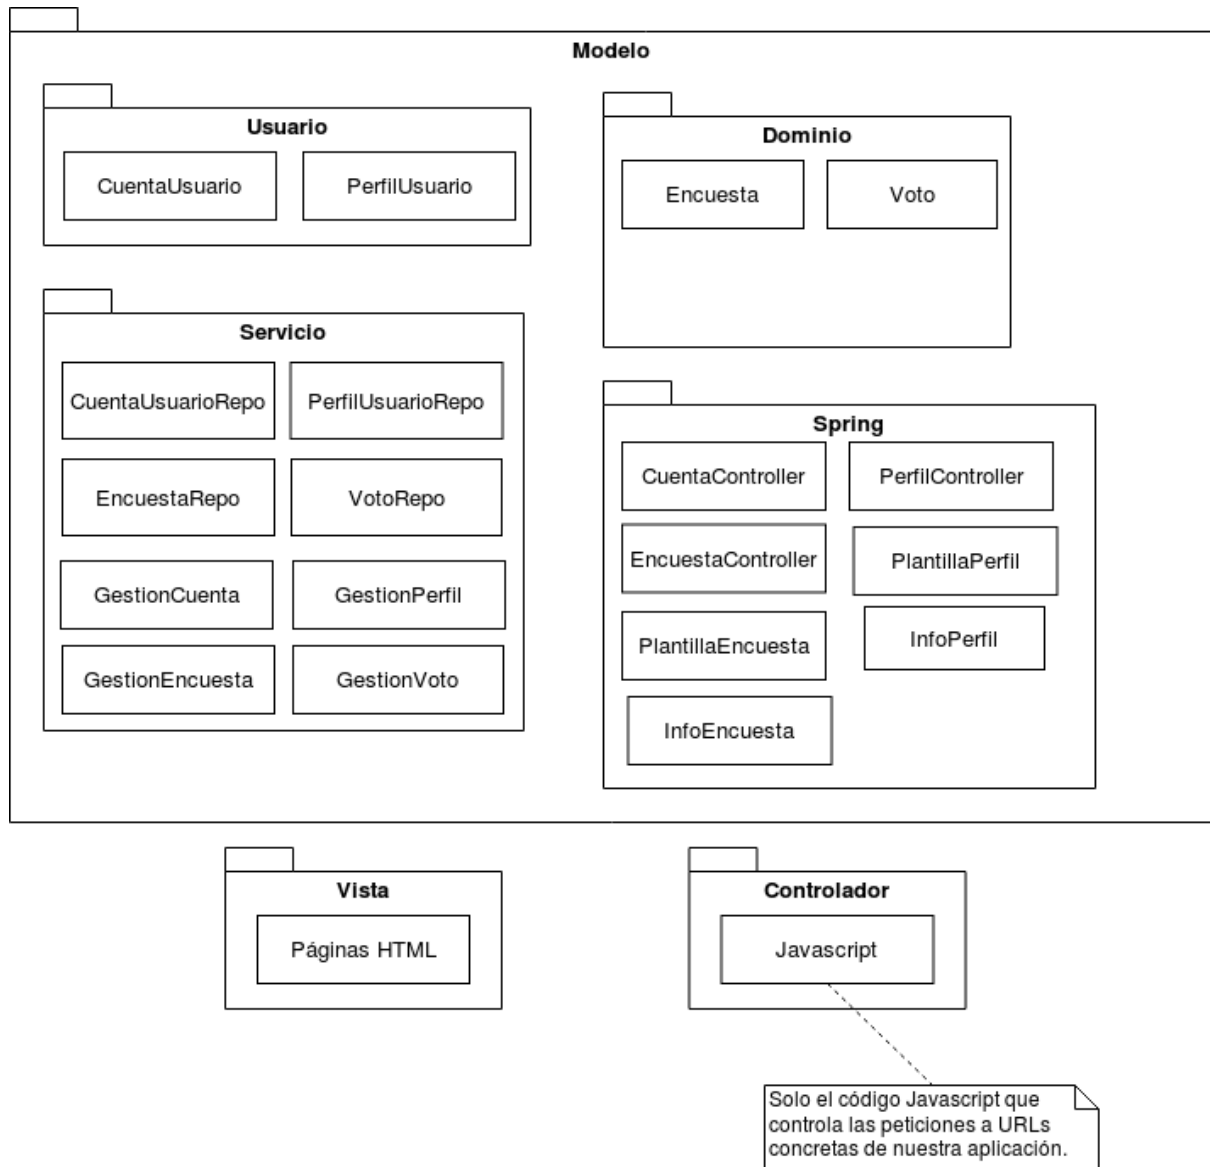 Modelo
Usuario
CuentaUsuario
PerfilUsuario
Dominio
Encuesta
Voto
Servicio
CuentaUsuarioRepo
PerfilUsuarioRepo
EncuestaRepo
VotoRepo
GestionCuenta
GestionPerfil
GestionEncuesta
GestionVoto
Spring
CuentaController
PerfilController
EncuestaController
PlantillaPerfil
PlantillaEncuesta
InfoPerfil
InfoEncuesta
Vista
Páginas HTML
Controlador
Javascript
Solo el código Javascript que
controla las peticiones a URLs
concretas de nuestra aplicación.